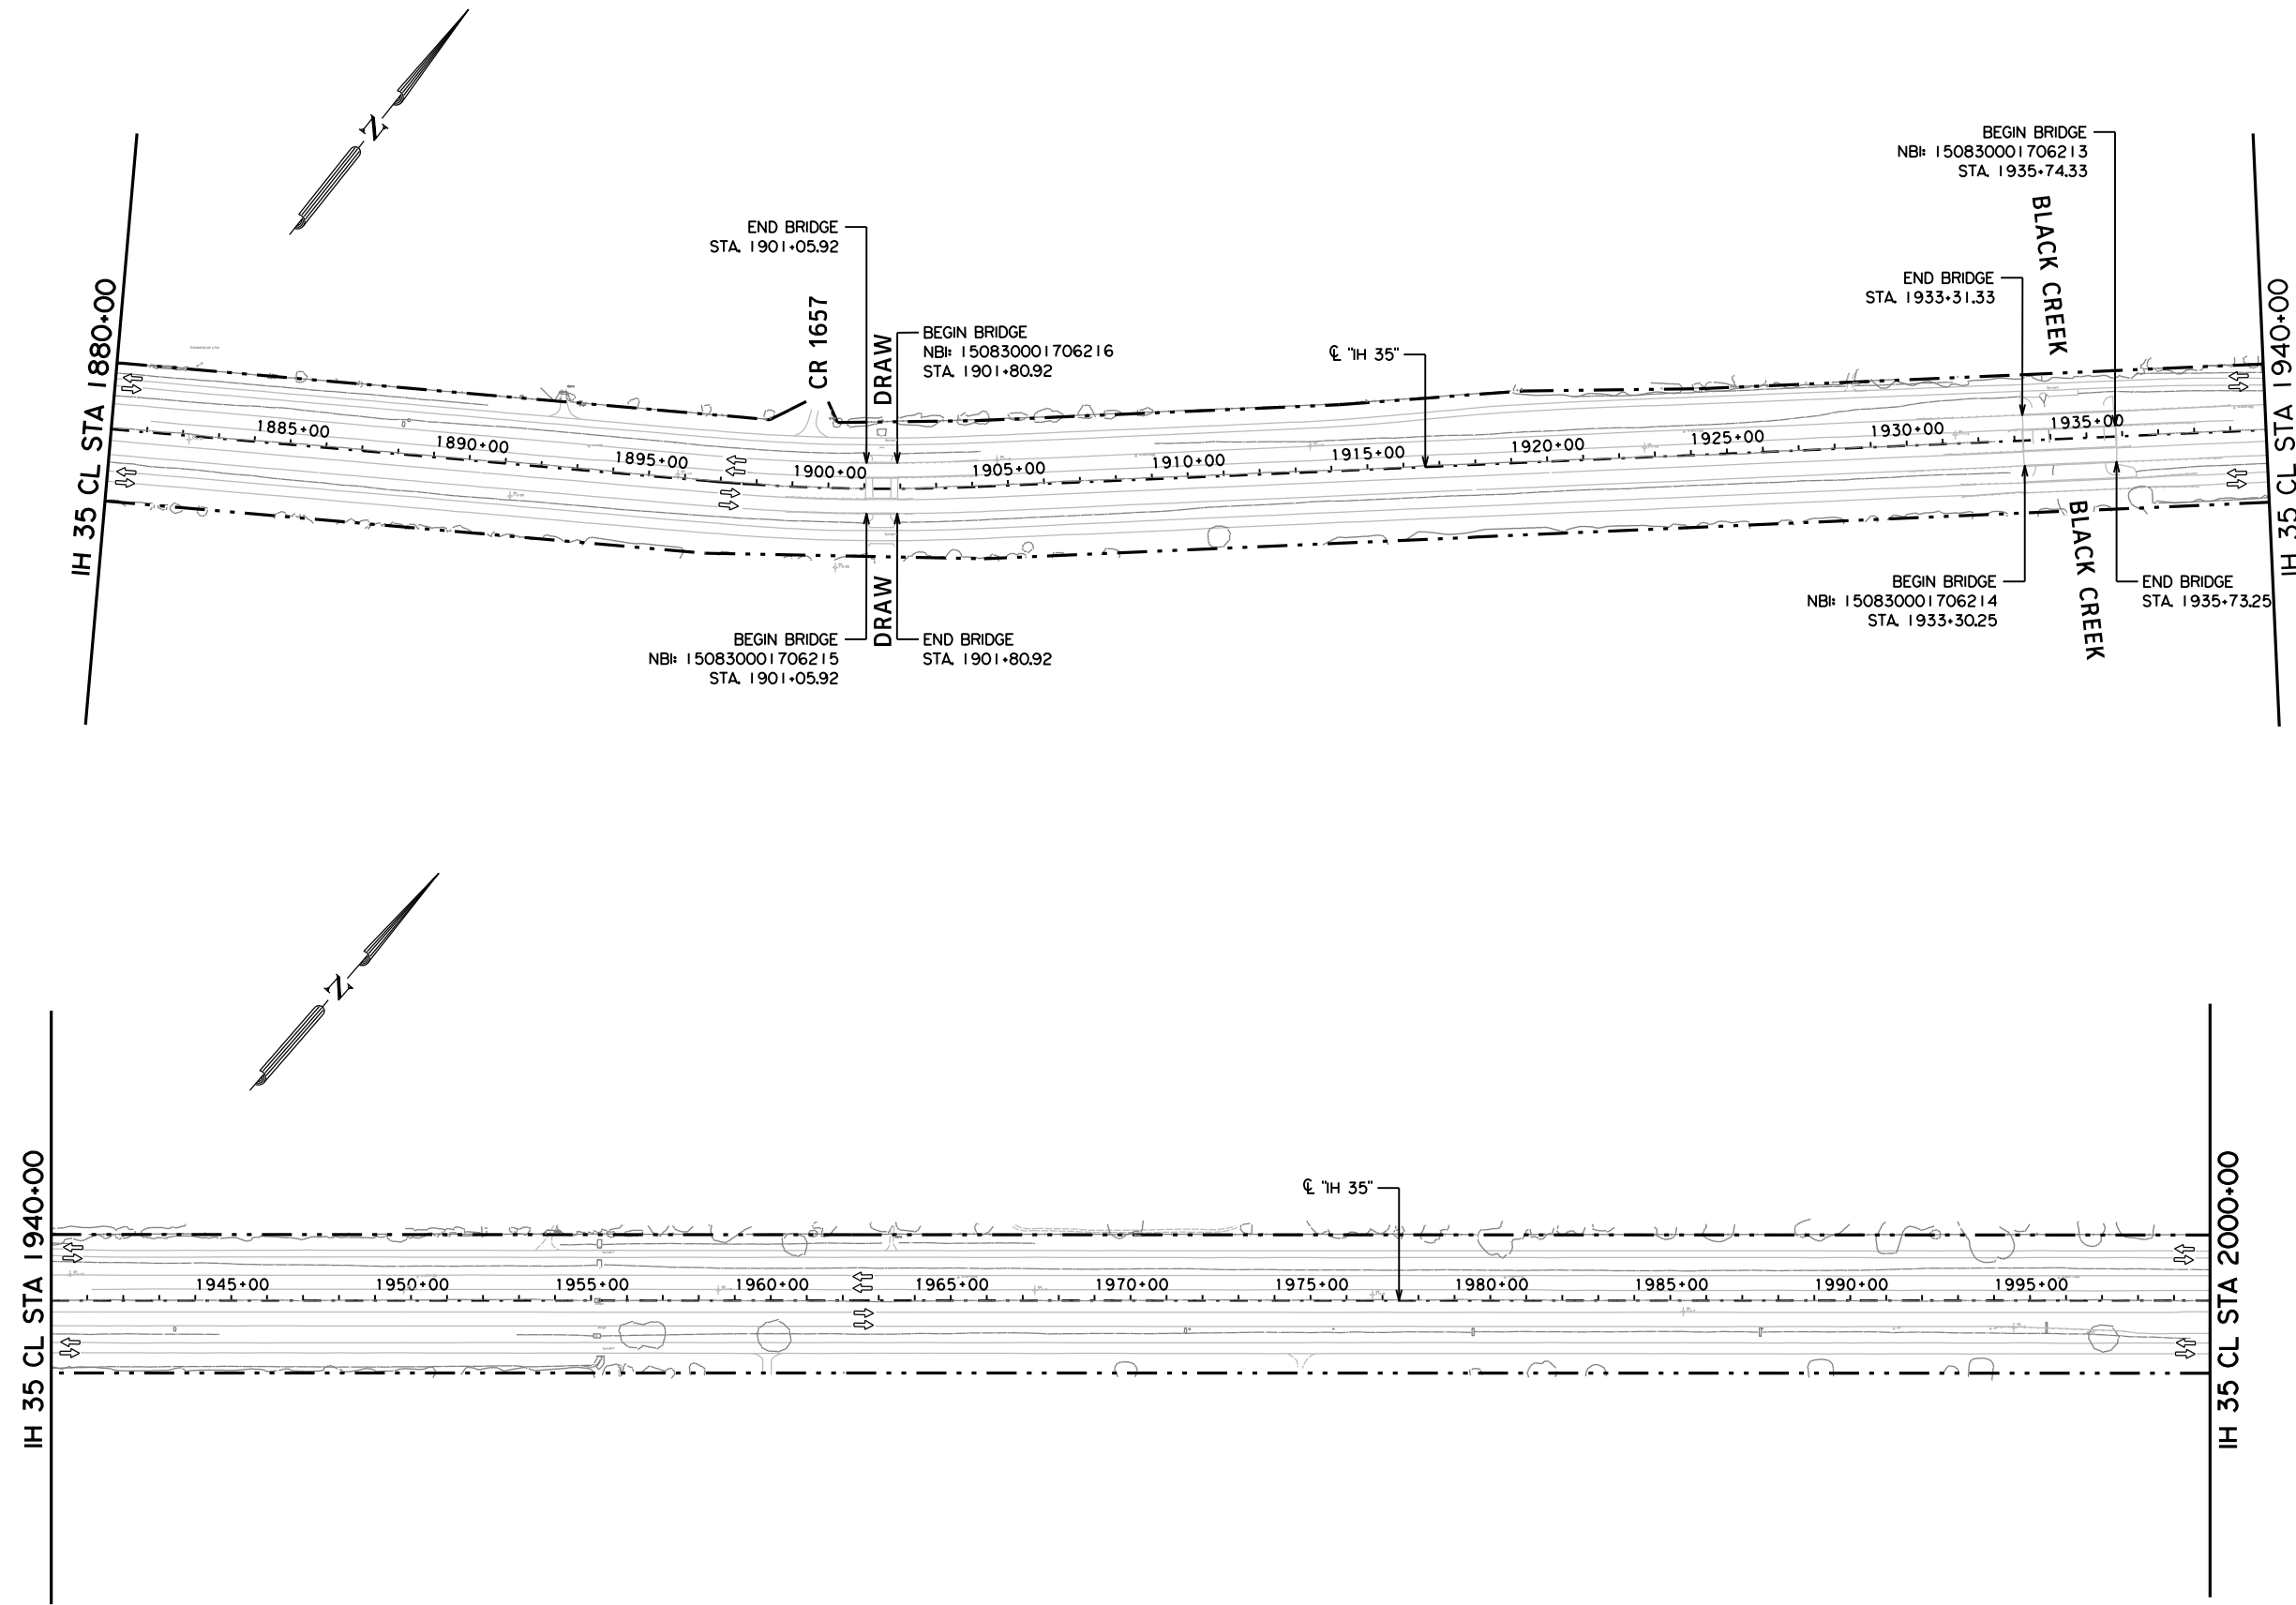 N
BEGIN BRIDGE
NBI: 150830001706213
STA. 1935+74.33
END BRIDGE
STA. 1901+05.92
BLACK CREEK
END BRIDGE
STA. 1933+31.33
IH 35 CL STA 1880+00
CR 1657
DRAW
BEGIN BRIDGE
NBI: 150830001706216
STA. 1901+80.92
℄ "IH 35"
IH 35 CL STA 1940+00
1885+00
1890+00
1895+00
1900+00
1905+00
1910+00
1915+00
1920+00
1925+00
1930+00
1935+00
DRAW
BLACK CREEK
BEGIN BRIDGE
NBI: 150830001706215
STA. 1901+05.92
END BRIDGE
STA. 1901+80.92
BEGIN BRIDGE
NBI: 150830001706214
STA. 1933+30.25
END BRIDGE
STA. 1935+73.25
N
IH 35 CL STA 1940+00
℄ "IH 35"
IH 35 CL STA 2000+00
1945+00
1950+00
1955+00
1960+00
1965+00
1970+00
1975+00
1980+00
1985+00
1990+00
1995+00